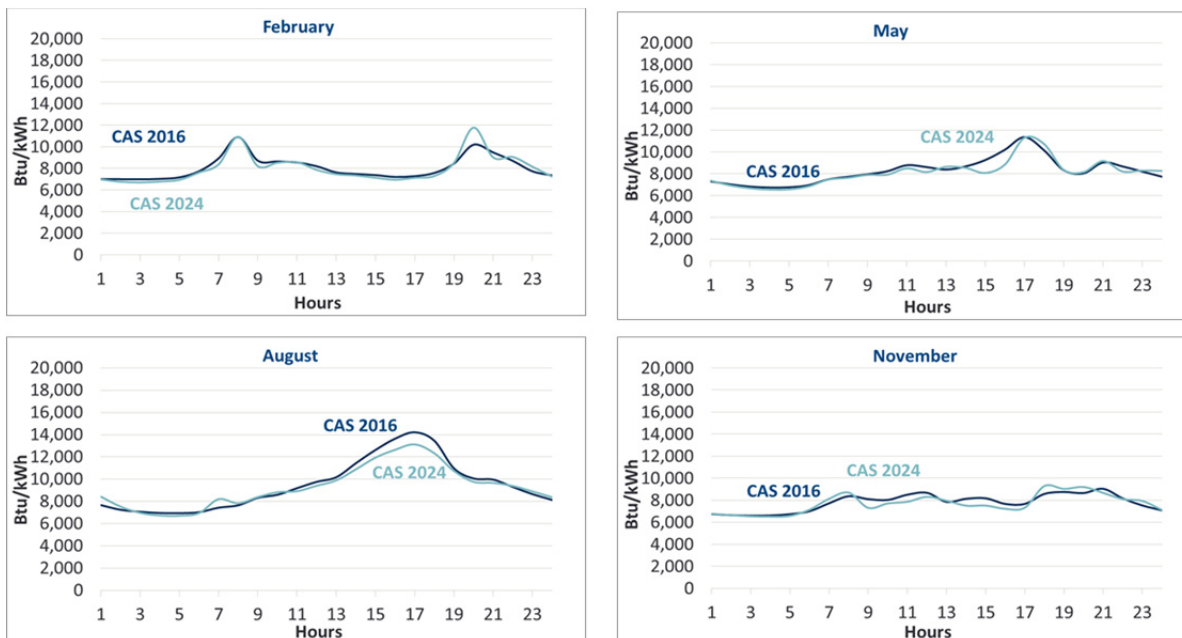 February
20,000
18,000
16,000
14,000
12,000
10,000
8,000
6,000
4,000
2,000
0
Btu/kWh
CAS 2016
CAS 2024
1 3 5 7 9 11 13 15 17 19 21 23
Hours
May
20,000
18,000
16,000
14,000
12,000
10,000
8,000
6,000
4,000
2,000
0
Btu/kWh
CAS 2024
CAS 2016
1 3 5 7 9 11 13 15 17 19 21 23
Hours
August
20,000
18,000
16,000
14,000
12,000
10,000
8,000
6,000
4,000
2,000
0
Btu/kWh
CAS 2016
CAS 2024
1 3 5 7 9 11 13 15 17 19 21 23
Hours
November
20,000
18,000
16,000
14,000
12,000
10,000
8,000
6,000
4,000
2,000
0
Btu/kWh
CAS 2024
CAS 2016
1 3 5 7 9 11 13 15 17 19 21 23
Hours